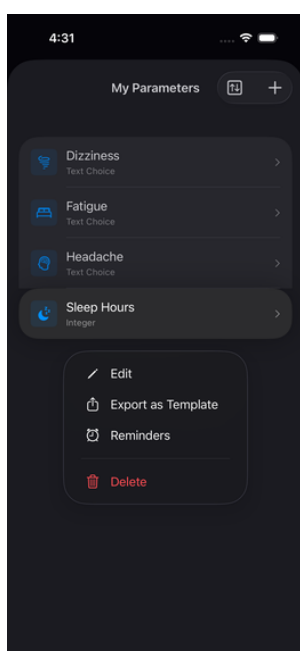 4:31
My Parameters
Dizziness
Text Choice
Fatigue
Text Choice
Headache
Text Choice
Sleep Hours
Integer
Edit
Export as Template
Reminders
Delete